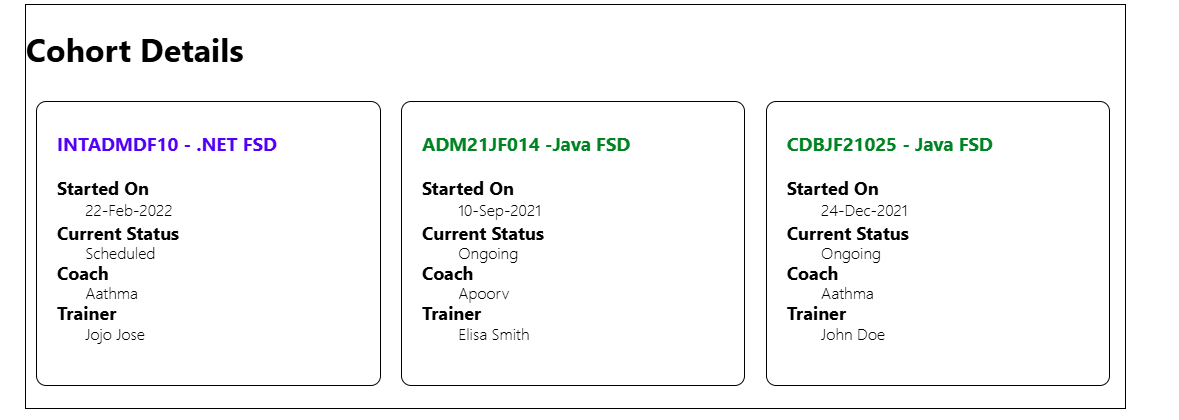 Cohort Details
INTADMDF10 - .NET FSD
Started On
22-Feb-2022
Current Status
Scheduled
Coach
Aathma
Trainer
Jojo Jose
ADM21JF014 -Java FSD
Started On
10-Sep-2021
Current Status
Ongoing
Coach
Apoorv
Trainer
Elisa Smith
CDBJF21025 - Java FSD
Started On
24-Dec-2021
Current Status
Ongoing
Coach
Aathma
Trainer
John Doe